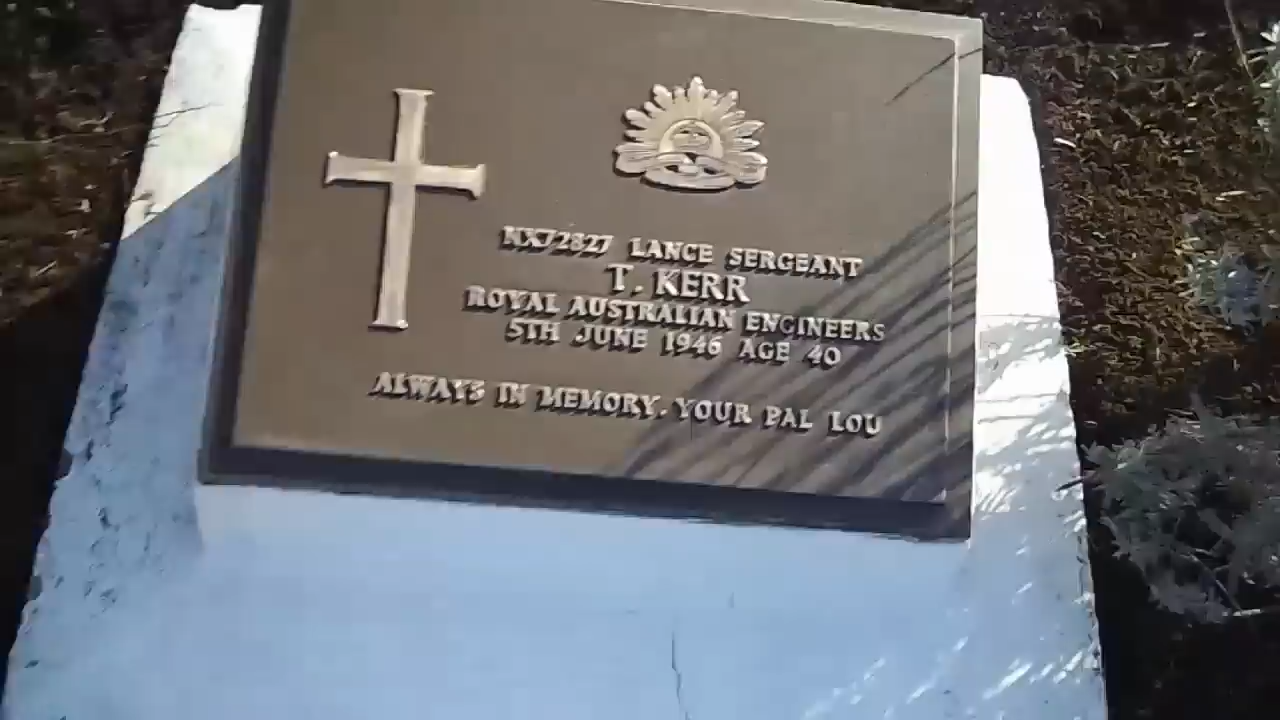 NX72827 LANCE SERGEANT
T. KERR
ROYAL AUSTRALIAN ENGINEERS
5TH JUNE 1946 AGE 40
ALWAYS IN MEMORY. YOUR PAL LOU